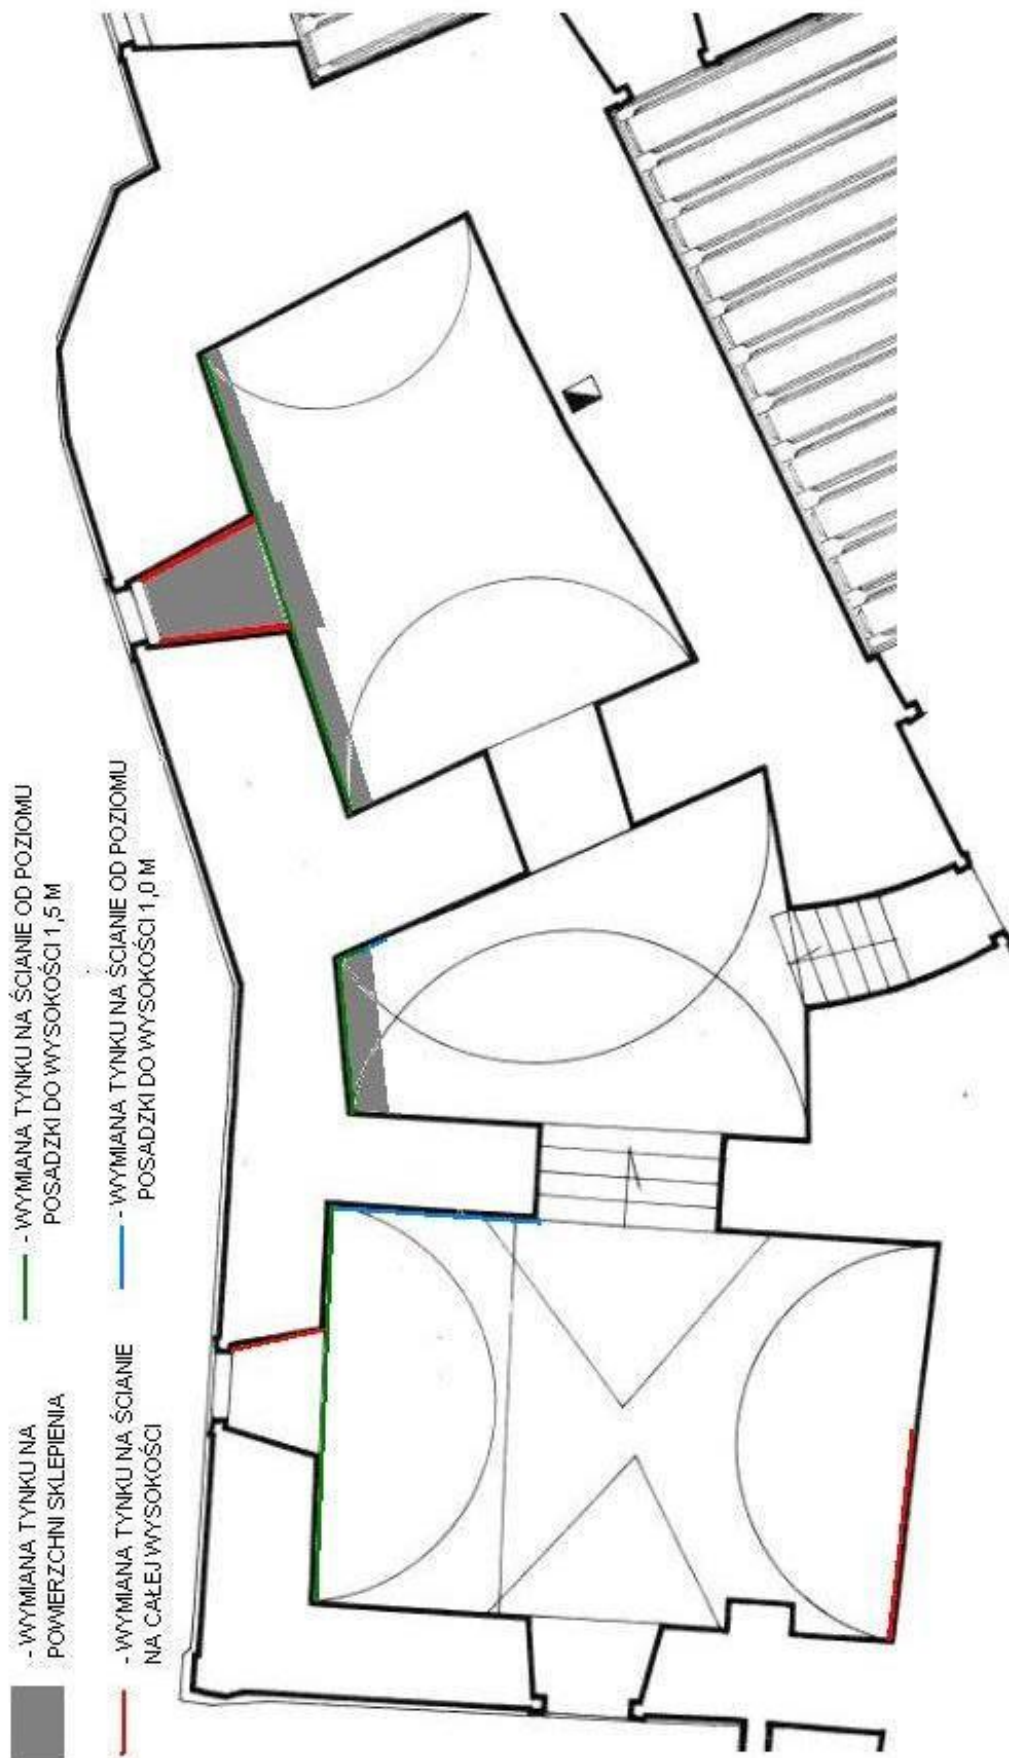 - WYMIANA TYNKU NA
POWIERZCHNI SKLEPIENIA
- WYMIANA TYNKU NA ŚCIANIE OD POZIOMU
POSADZKI DO WYSOKOŚCI 1,5 M
- WYMIANA TYNKU NA ŚCIANIE
NA CAŁEJ WYSOKOŚCI
- WYMIANA TYNKU NA ŚCIANIE OD POZIOMU
POSADZKI DO WYSOKOŚCI 1,0 M